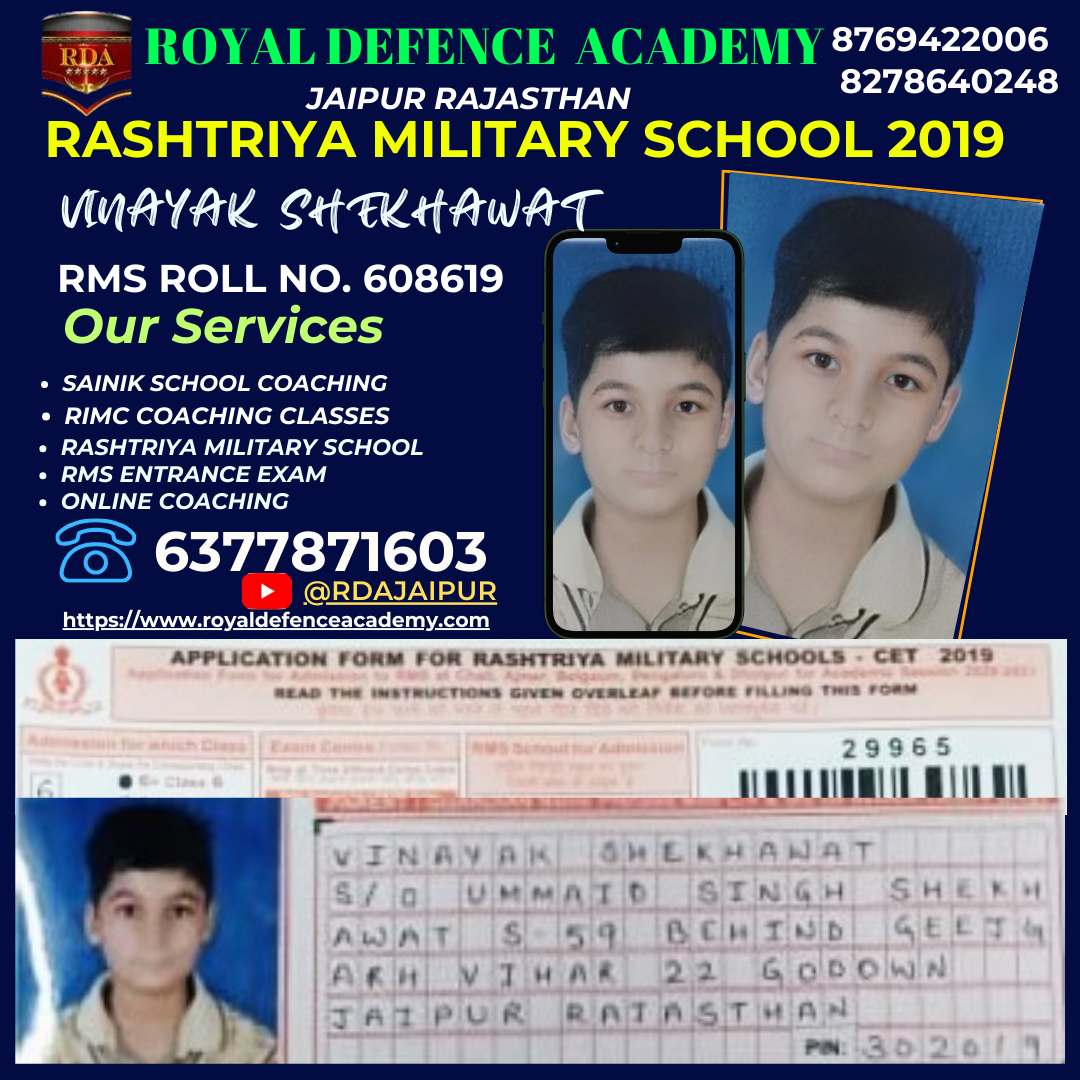 RDA
ROYAL DEFENCE ACADEMY
8769422006
8278640248
JAIPUR RAJASTHAN
RASHTRIYA MILITARY SCHOOL 2019
VINAYAK SHEKHAWAT
RMS ROLL NO. 608619
Our Services
• SAINIK SCHOOL COACHING
• RIMC COACHING CLASSES
• RASHTRIYA MILITARY SCHOOL
• RMS ENTRANCE EXAM
• ONLINE COACHING
6377871603
@RDAJAIPUR
https://www.royaldefenceacademy.com
APPLICATION FORM FOR RASHTRIYA MILITARY SCHOOLS - CET 2019
READ THE INSTRUCTIONS GIVEN OVERLEAF BEFORE FILLING THIS FORM
Admission for which Class
Exam Centre
RMS School for Admission
29965
6
Class 6
VINAYAK SHEKHAWAT
S/O UMMAID SINGH SHEKH
AWAT S-59 BEHIND GEEJG
ARH VIHAR 22 GODOWN
JAIPUR RAJASTHAN
PIN: 302019